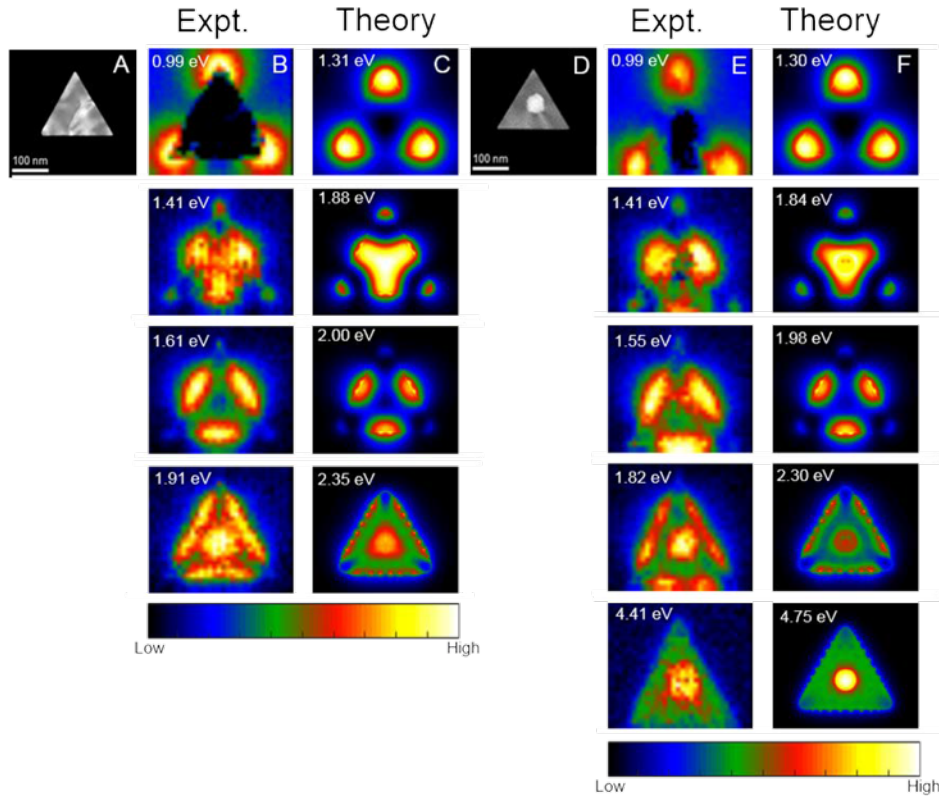 Expt. Theory Expt. Theory
A
100 nm
0.99 eV B
1.31 eV C
D
100 nm
0.99 eV E
1.30 eV F
1.41 eV
1.88 eV
1.41 eV
1.84 eV
1.61 eV
2.00 eV
1.55 eV
1.98 eV
1.91 eV
2.35 eV
1.82 eV
2.30 eV
Low High
4.41 eV
4.75 eV
Low High